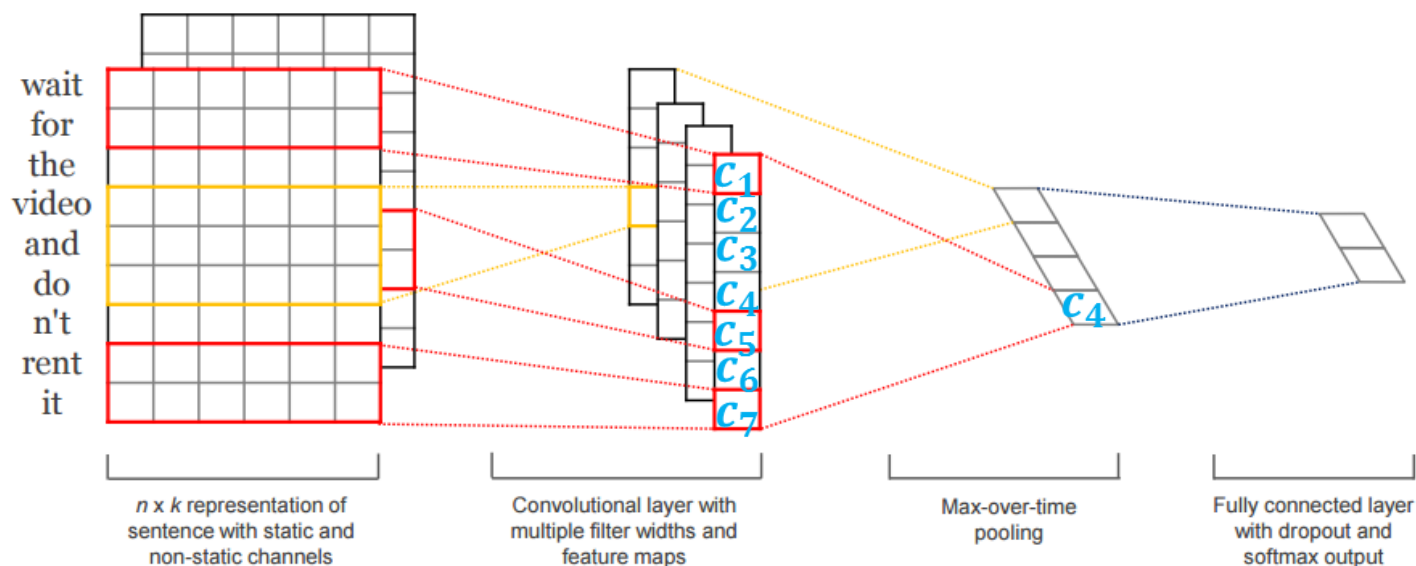 wait
for
the
video
and
do
n't
rent
it
c₁
c₂
c₃
c₄
c₅
c₆
c₇
c₄
n x k representation of
sentence with static and
non-static channels
Convolutional layer with
multiple filter widths and
feature maps
Max-over-time
pooling
Fully connected layer
with dropout and
softmax output